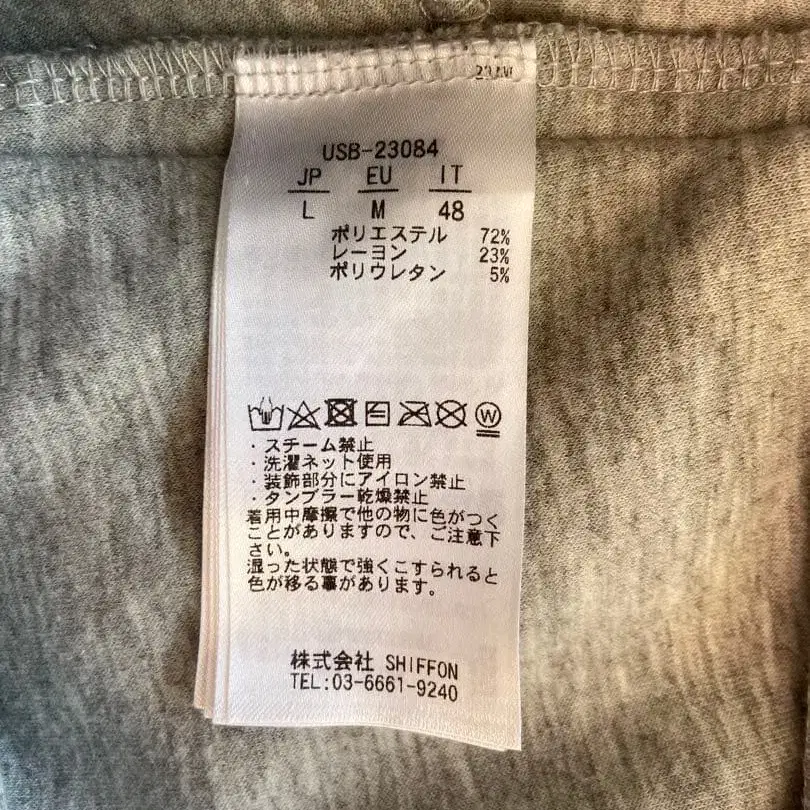 23AW
USB-23084
JP EU IT
L M 48
ポリエステル 72%
レーヨン 23%
ポリウレタン 5%
W
・スチーム禁止
・洗濯ネット使用
・装飾部分にアイロン禁止
・タンブラー乾燥禁止
着用中摩擦で他の物に色がつく
ことがありますので、ご注意下
さい。
湿った状態で強くこすられると
色が移る事があります。
株式会社 SHIFFON
TEL:03-6661-9240